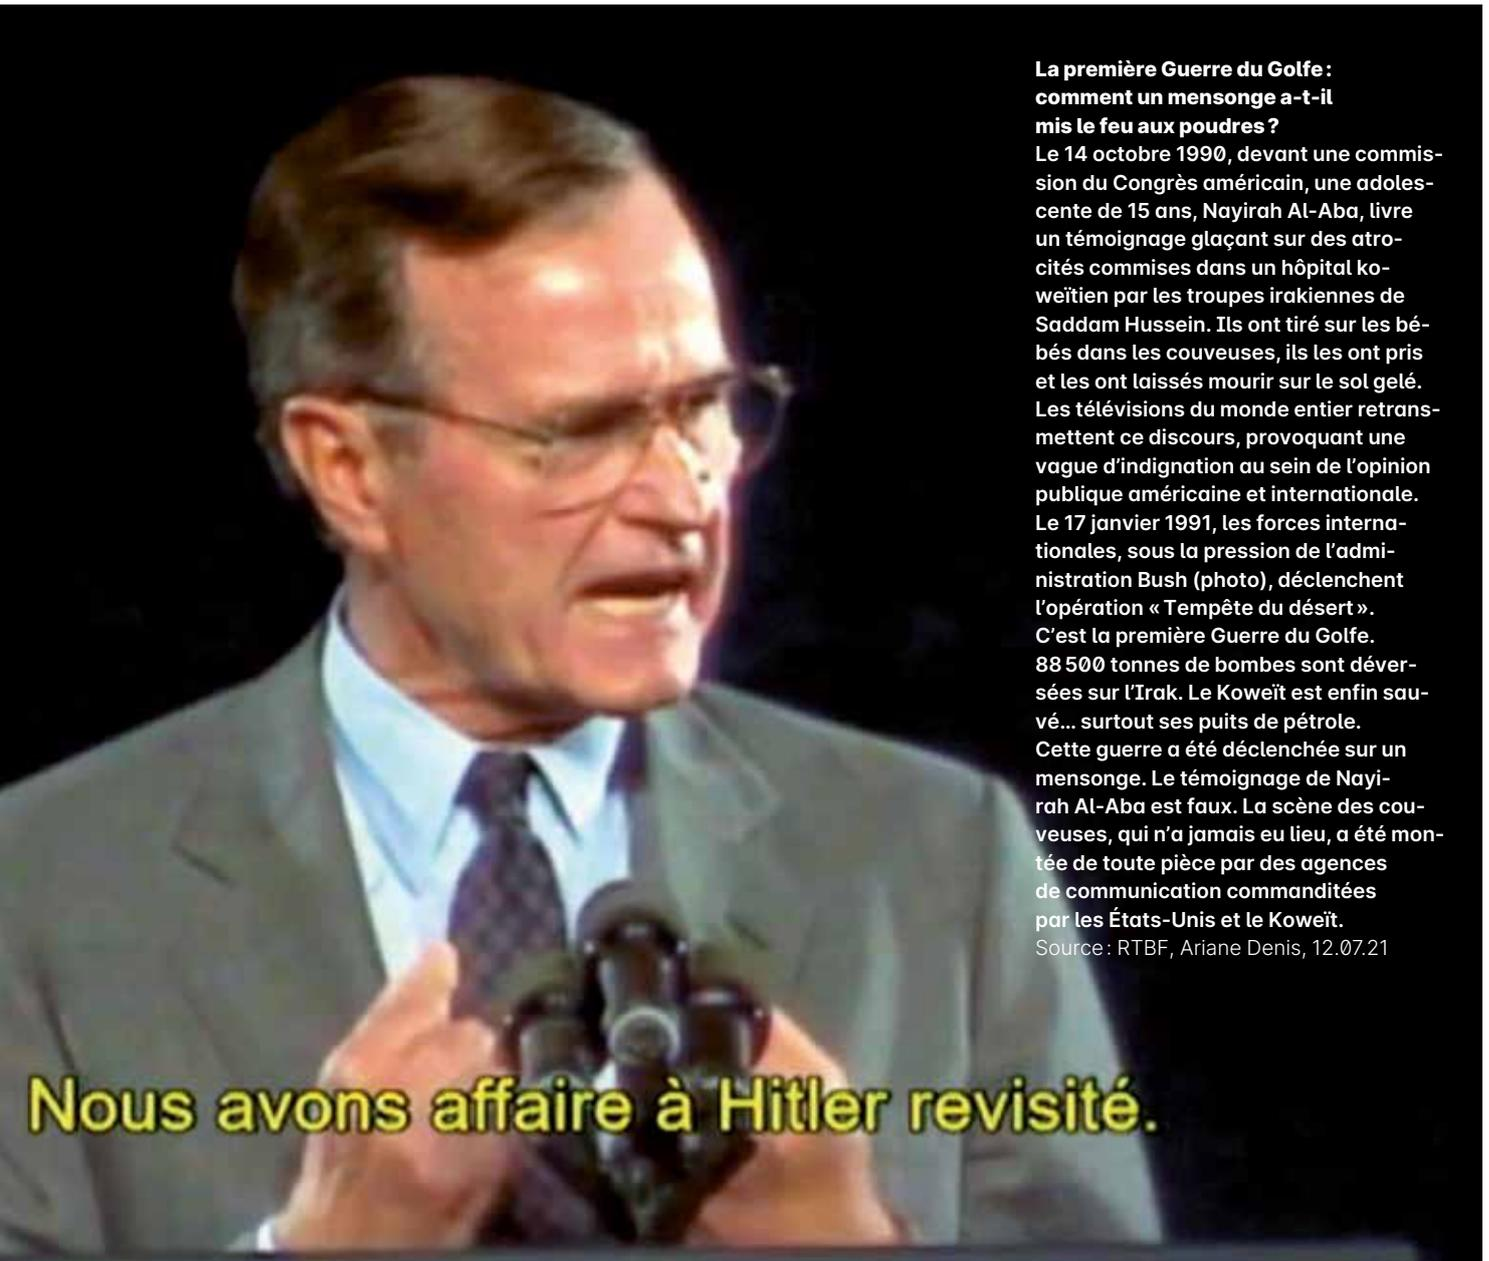 La première Guerre du Golfe :
comment un mensonge a-t-il
mis le feu aux poudres ?
Le 14 octobre 1990, devant une commis-
sion du Congrès américain, une adoles-
cente de 15 ans, Nayirah Al-Aba, livre
un témoignage glaçant sur des atro-
cités commises dans un hôpital ko-
weïtien par les troupes irakiennes de
Saddam Hussein. Ils ont tiré sur les bé-
bés dans les couveuses, ils les ont pris
et les ont laissés mourir sur le sol gelé.
Les télévisions du monde entier retrans-
mettent ce discours, provoquant une
vague d’indignation au sein de l’opinion
publique américaine et internationale.
Le 17 janvier 1991, les forces interna-
tionales, sous la pression de l’admi-
nistration Bush (photo), déclenchent
l’opération « Tempête du désert ».
C’est la première Guerre du Golfe.
88 500 tonnes de bombes sont déver-
sées sur l’Irak. Le Koweït est enfin sau-
vé… surtout ses puits de pétrole.
Cette guerre a été déclenchée sur un
mensonge. Le témoignage de Nayi-
rah Al-Aba est faux. La scène des cou-
veuses, qui n’a jamais eu lieu, a été mon-
tée de toute pièce par des agences
de communication commanditées
par les États-Unis et le Koweït.
Source : RTBF, Ariane Denis, 12.07.21
Nous avons affaire à Hitler revisité.